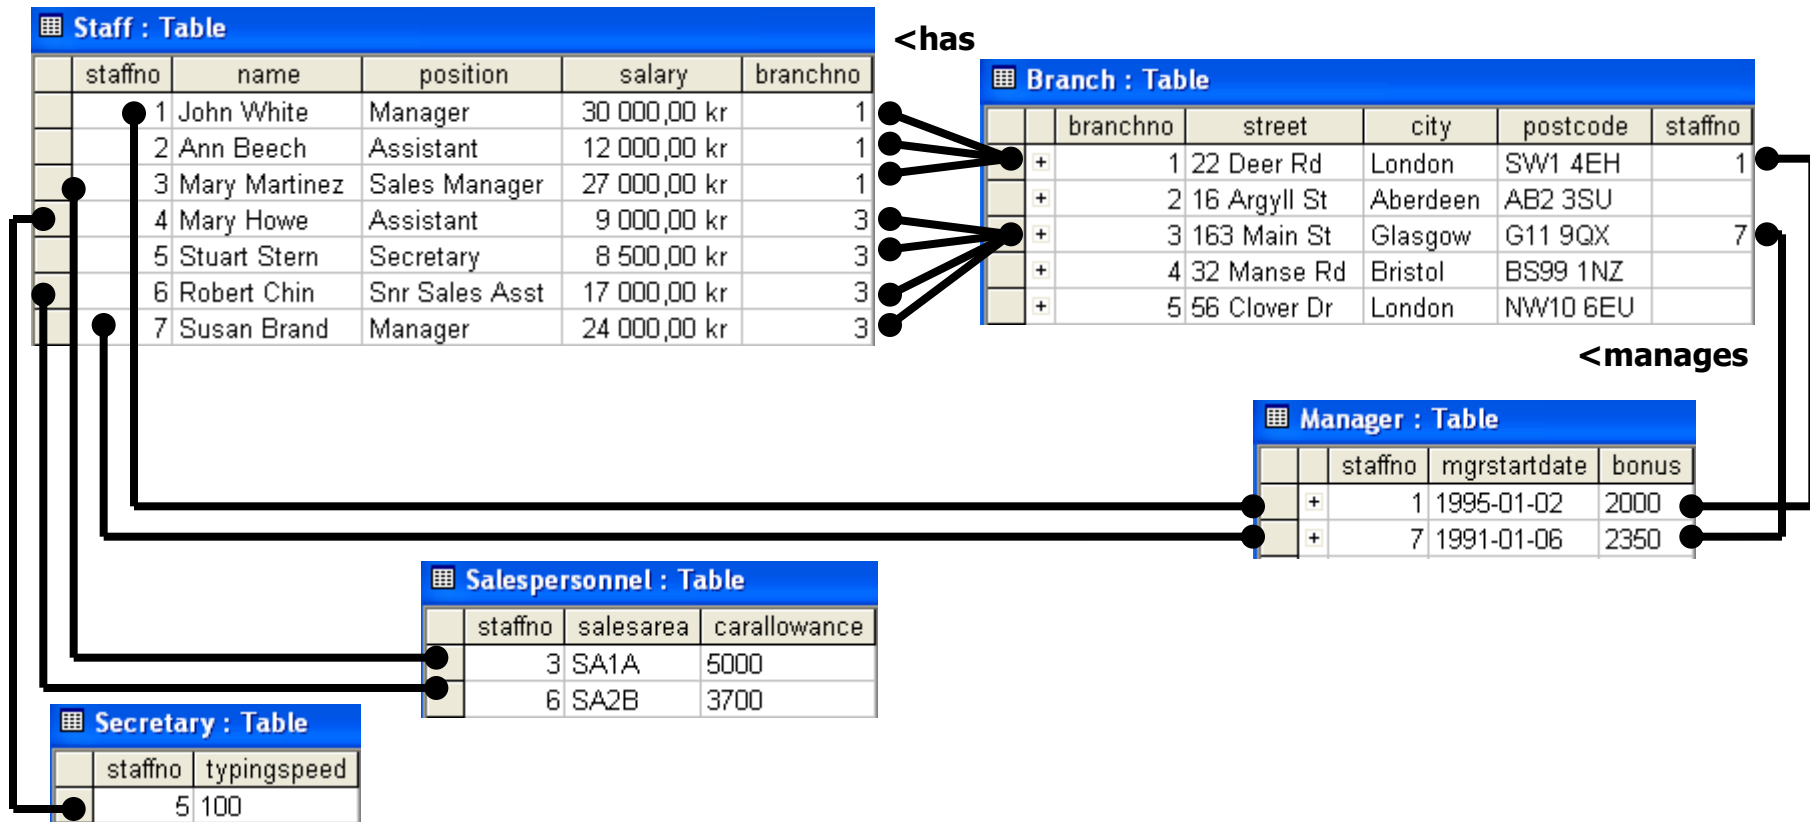 Staff : Table
staffno name position salary branchno
1 John White Manager 30 000,00 kr 1
2 Ann Beech Assistant 12 000,00 kr 1
3 Mary Martinez Sales Manager 27 000,00 kr 1
4 Mary Howe Assistant 9 000,00 kr 3
5 Stuart Stern Secretary 8 500,00 kr 3
6 Robert Chin Snr Sales Asst 17 000,00 kr 3
7 Susan Brand Manager 24 000,00 kr 3
<has
Branch : Table
branchno street city postcode staffno
+ 1 22 Deer Rd London SW1 4EH 1
+ 2 16 Argyll St Aberdeen AB2 3SU
+ 3 163 Main St Glasgow G11 9QX 7
+ 4 32 Manse Rd Bristol BS99 1NZ
+ 5 56 Clover Dr London NW10 6EU
<manages
Manager : Table
staffno mgrstartdate bonus
+ 1 1995-01-02 2000
+ 7 1991-01-06 2350
Salespersonnel : Table
staffno salesarea carallowance
3 SA1A 5000
6 SA2B 3700
Secretary : Table
staffno typingspeed
5 100